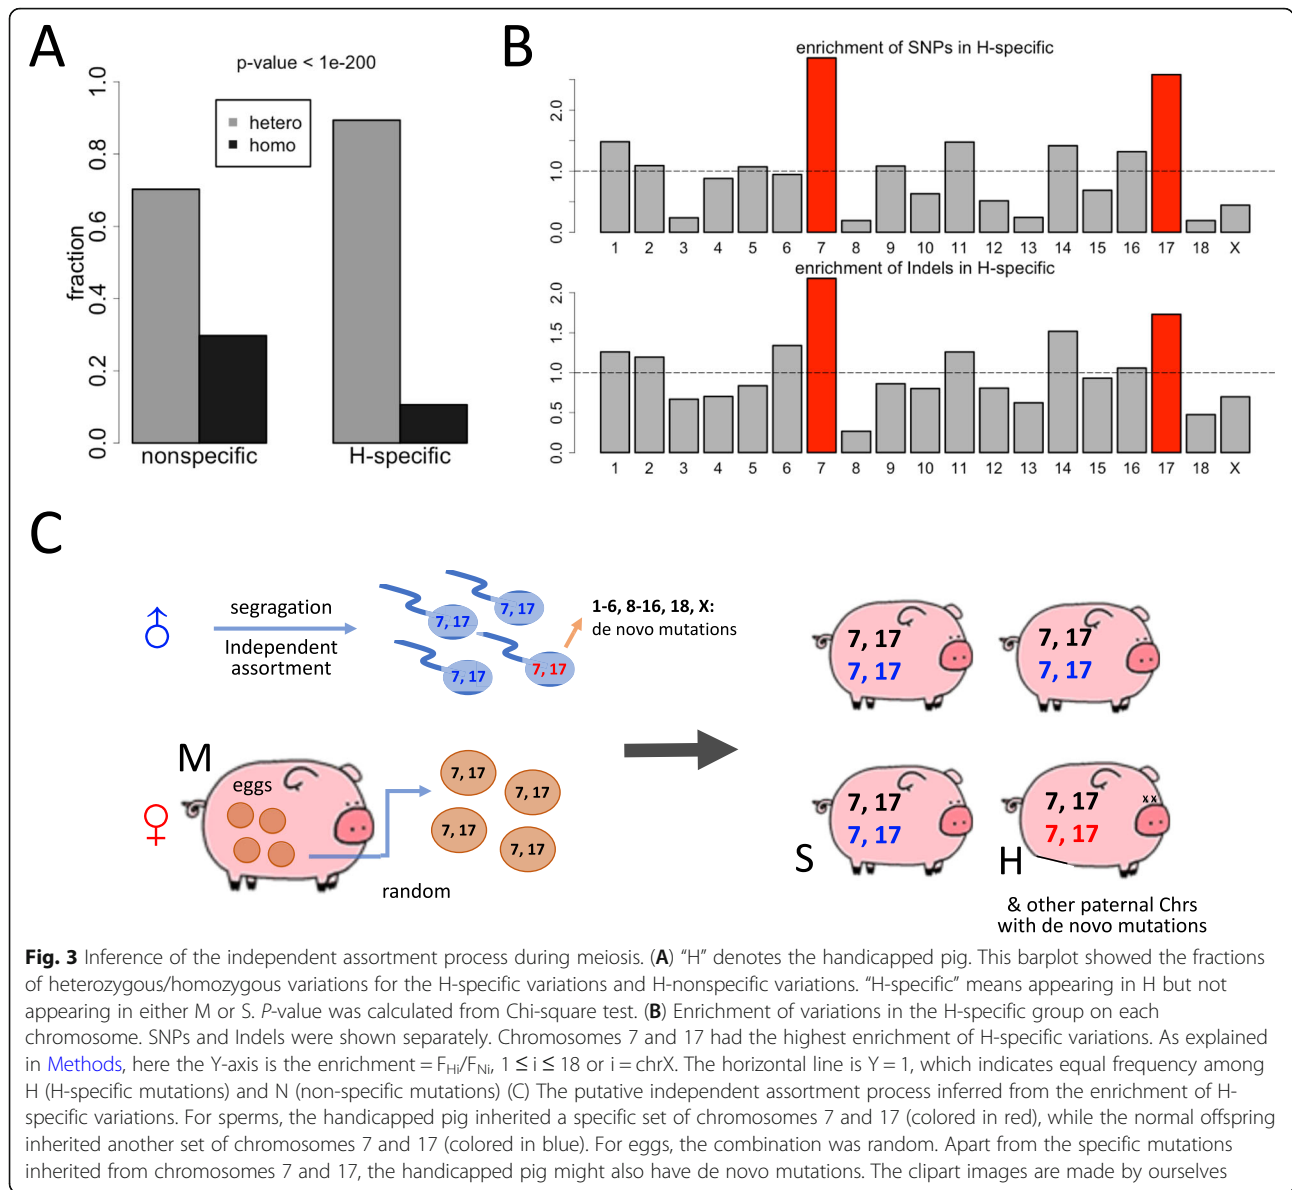 A
p-value < 1e-200
fraction
0.0 0.2 0.4 0.6 0.8 1.0
hetero
homo
nonspecific H-specific
B
enrichment of SNPs in H-specific
0.0 1.0 2.0
1 2 3 4 5 6 7 8 9 10 11 12 13 14 15 16 17 18 X
enrichment of Indels in H-specific
0.0 0.5 1.0 1.5 2.0
1 2 3 4 5 6 7 8 9 10 11 12 13 14 15 16 17 18 X
C
♂
segragation
Independent
assortment
7, 17
7, 17
7, 17
7, 17
1-6, 8-16, 18, X:
de novo mutations
♀
M
eggs
random
7, 17
7, 17
7, 17
7, 17
7, 17
7, 17
7, 17
7, 17
S
7, 17
7, 17
H
7, 17
7, 17
x x
& other paternal Chrs
with de novo mutations
Fig. 3 Inference of the independent assortment process during meiosis. (A) “H” denotes the handicapped pig. This barplot showed the fractions
of heterozygous/homozygous variations for the H-specific variations and H-nonspecific variations. “H-specific” means appearing in H but not
appearing in either M or S. P-value was calculated from Chi-square test. (B) Enrichment of variations in the H-specific group on each
chromosome. SNPs and Indels were shown separately. Chromosomes 7 and 17 had the highest enrichment of H-specific variations. As explained
in Methods, here the Y-axis is the enrichment = FHi/FNi, 1 ≤ i ≤ 18 or i = chrX. The horizontal line is Y = 1, which indicates equal frequency among
H (H-specific mutations) and N (non-specific mutations) (C) The putative independent assortment process inferred from the enrichment of H-
specific variations. For sperms, the handicapped pig inherited a specific set of chromosomes 7 and 17 (colored in red), while the normal offspring
inherited another set of chromosomes 7 and 17 (colored in blue). For eggs, the combination was random. Apart from the specific mutations
inherited from chromosomes 7 and 17, the handicapped pig might also have de novo mutations. The clipart images are made by ourselves